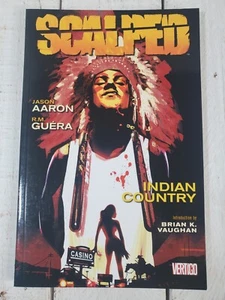 SCALPED
JASON
AARON
R.M.
GUÉRA
INDIAN
COUNTRY
INTRODUCTION BY
BRIAN K.
VAUGHAN
CASINO
VERTIGO